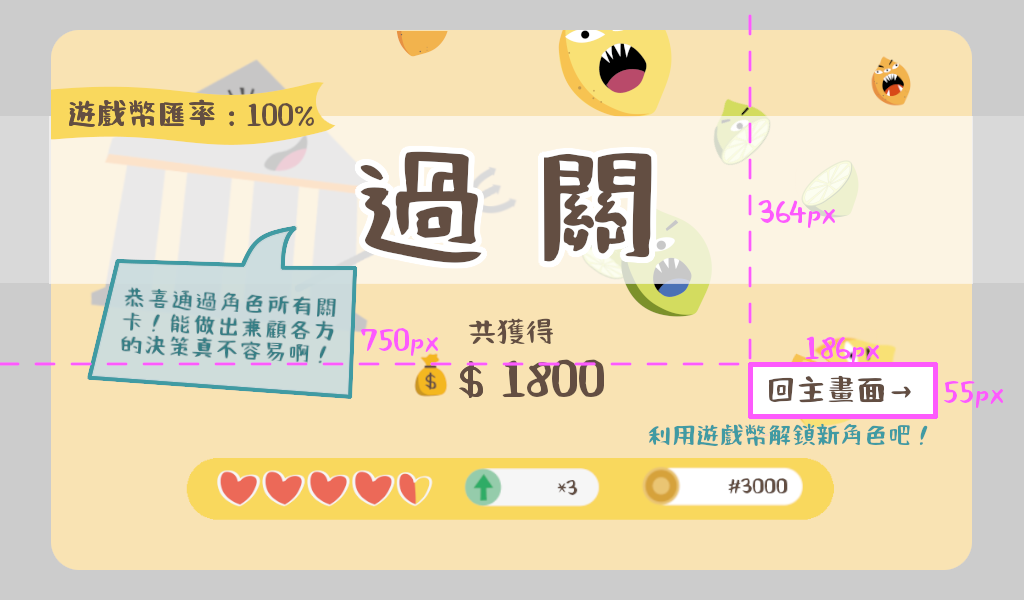 遊戲幣匯率：100%
過關
364px
恭喜通過角色所有關
卡！能做出兼顧各方
的決策真不容易啊！
750px
共獲得
$
$ 1800
186px
回主畫面→
55px
利用遊戲幣解鎖新角色吧！
*3
#3000